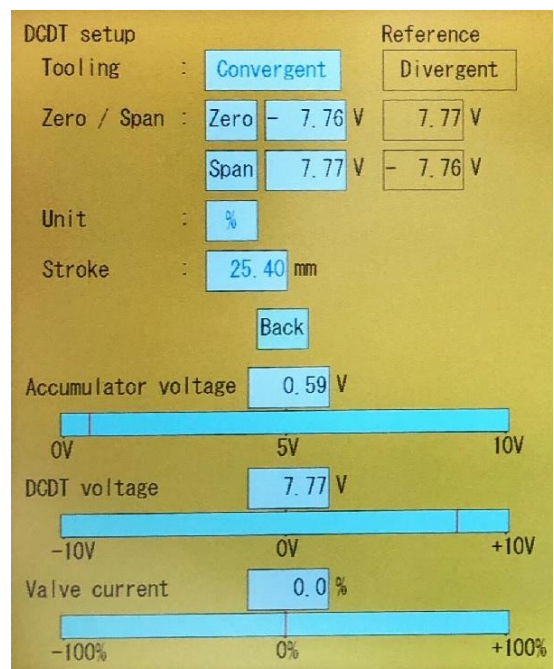 DCDT setup Reference
Tooling : Convergent Divergent
Zero / Span : Zero - 7.76 V 7.77 V
Span 7.77 V - 7.76 V
Unit : %
Stroke : 25.40 mm
Back
Accumulator voltage 0.59 V
0V 5V 10V
DCDT voltage 7.77 V
-10V 0V +10V
Valve current 0.0 %
-100% 0% +100%